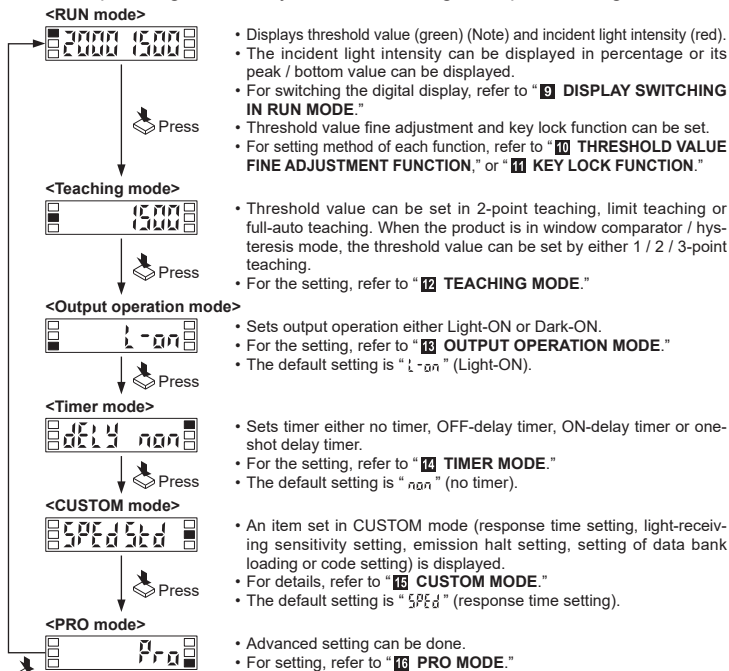 <RUN mode>
2000 1500
• Displays threshold value (green) (Note) and incident light intensity (red).
• The incident light intensity can be displayed in percentage or its
peak / bottom value can be displayed.
• For switching the digital display, refer to “ 9 DISPLAY SWITCHING
IN RUN MODE.”
• Threshold value fine adjustment and key lock function can be set.
• For setting method of each function, refer to “ 10 THRESHOLD VALUE
FINE ADJUSTMENT FUNCTION,” or “ 11 KEY LOCK FUNCTION.”
Press
<Teaching mode>
1500
• Threshold value can be set in 2-point teaching, limit teaching or
full-auto teaching. When the product is in window comparator / hys-
teresis mode, the threshold value can be set by either 1 / 2 / 3-point
teaching.
• For the setting, refer to “ 12 TEACHING MODE.”
Press
<Output operation mode>
L-on
• Sets output operation either Light-ON or Dark-ON.
• For the setting, refer to “ 13 OUTPUT OPERATION MODE.”
• The default setting is “ L-on ” (Light-ON).
Press
<Timer mode>
dELY non
• Sets timer either no timer, OFF-delay timer, ON-delay timer or one-
shot delay timer.
• For the setting, refer to “ 14 TIMER MODE.”
• The default setting is “ non ” (no timer).
Press
<CUSTOM mode>
SPEd Std
• An item set in CUSTOM mode (response time setting, light-receiv-
ing sensitivity setting, emission halt setting, setting of data bank
loading or code setting) is displayed.
• For details, refer to “ 15 CUSTOM MODE.”
• The default setting is “ SPEd ” (response time setting).
Press
<PRO mode>
Pro
• Advanced setting can be done.
• For setting, refer to “ 16 PRO MODE.”